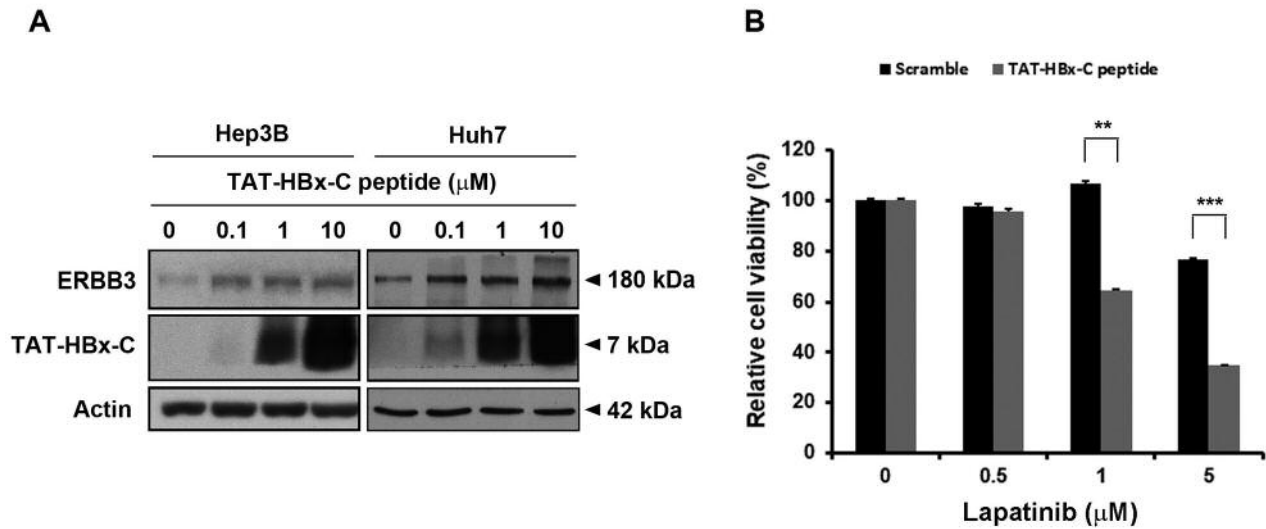 A
Hep3B Huh7
TAT-HBx-C peptide (μM)
0 0.1 1 10 0 0.1 1 10
ERBB3 ◄ 180 kDa
TAT-HBx-C ◄ 7 kDa
Actin ◄ 42 kDa
B
■ Scramble ■ TAT-HBx-C peptide
Relative cell viability (%)
120
100
80
60
40
20
0
**
***
0 0.5 1 5
Lapatinib (μM)